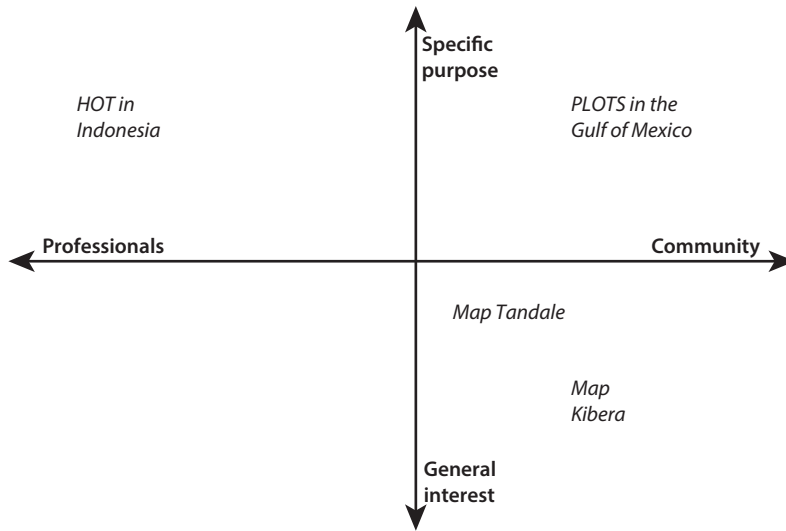 Specific
purpose
HOT in
Indonesia
PLOTS in the
Gulf of Mexico
Professionals
Community
Map Tandale
Map
Kibera
General
interest